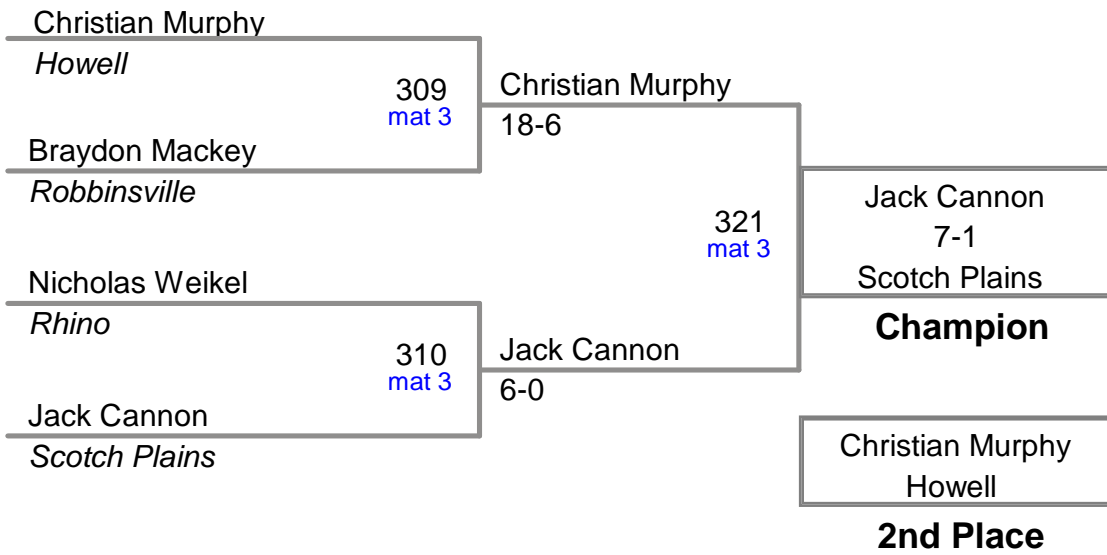 Christian Murphy
Howell
309
mat 3
Christian Murphy
18-6
Braydon Mackey
Robbinsville
Nicholas Weikel
Rhino
310
mat 3
Jack Cannon
6-0
Jack Cannon
Scotch Plains
321
mat 3
Jack Cannon
7-1
Scotch Plains
Champion
Christian Murphy
Howell
2nd Place